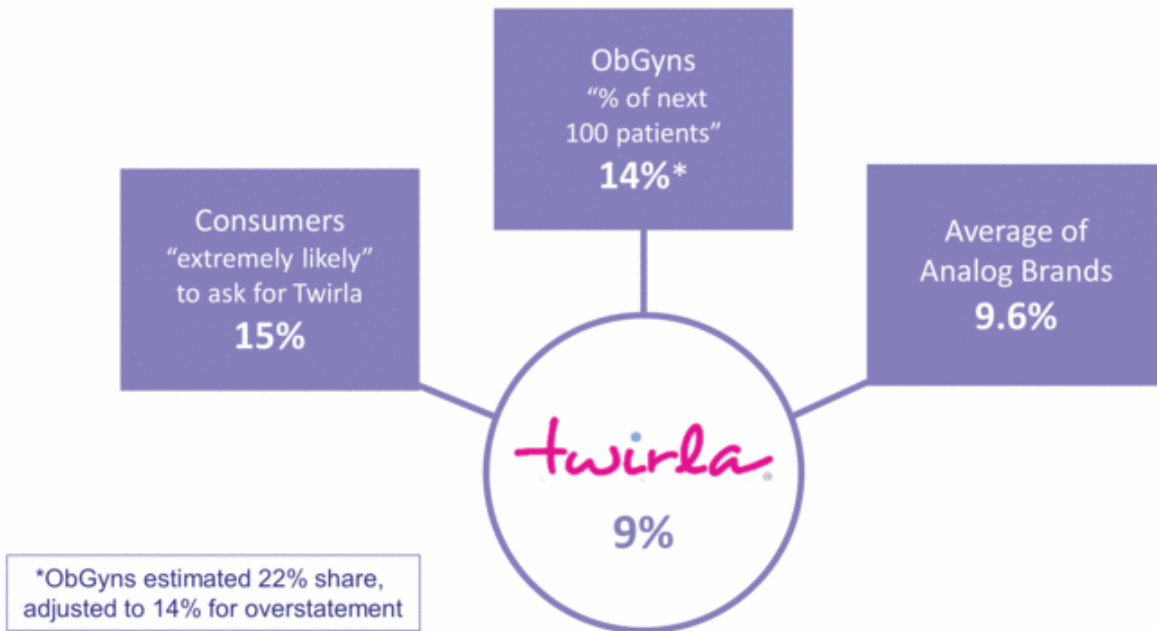 ObGyns
“% of next
100 patients”
14%*
Consumers
“extremely likely”
to ask for Twirla
15%
Average of
Analog Brands
9.6%
twirla®
9%
*ObGyns estimated 22% share,
adjusted to 14% for overstatement